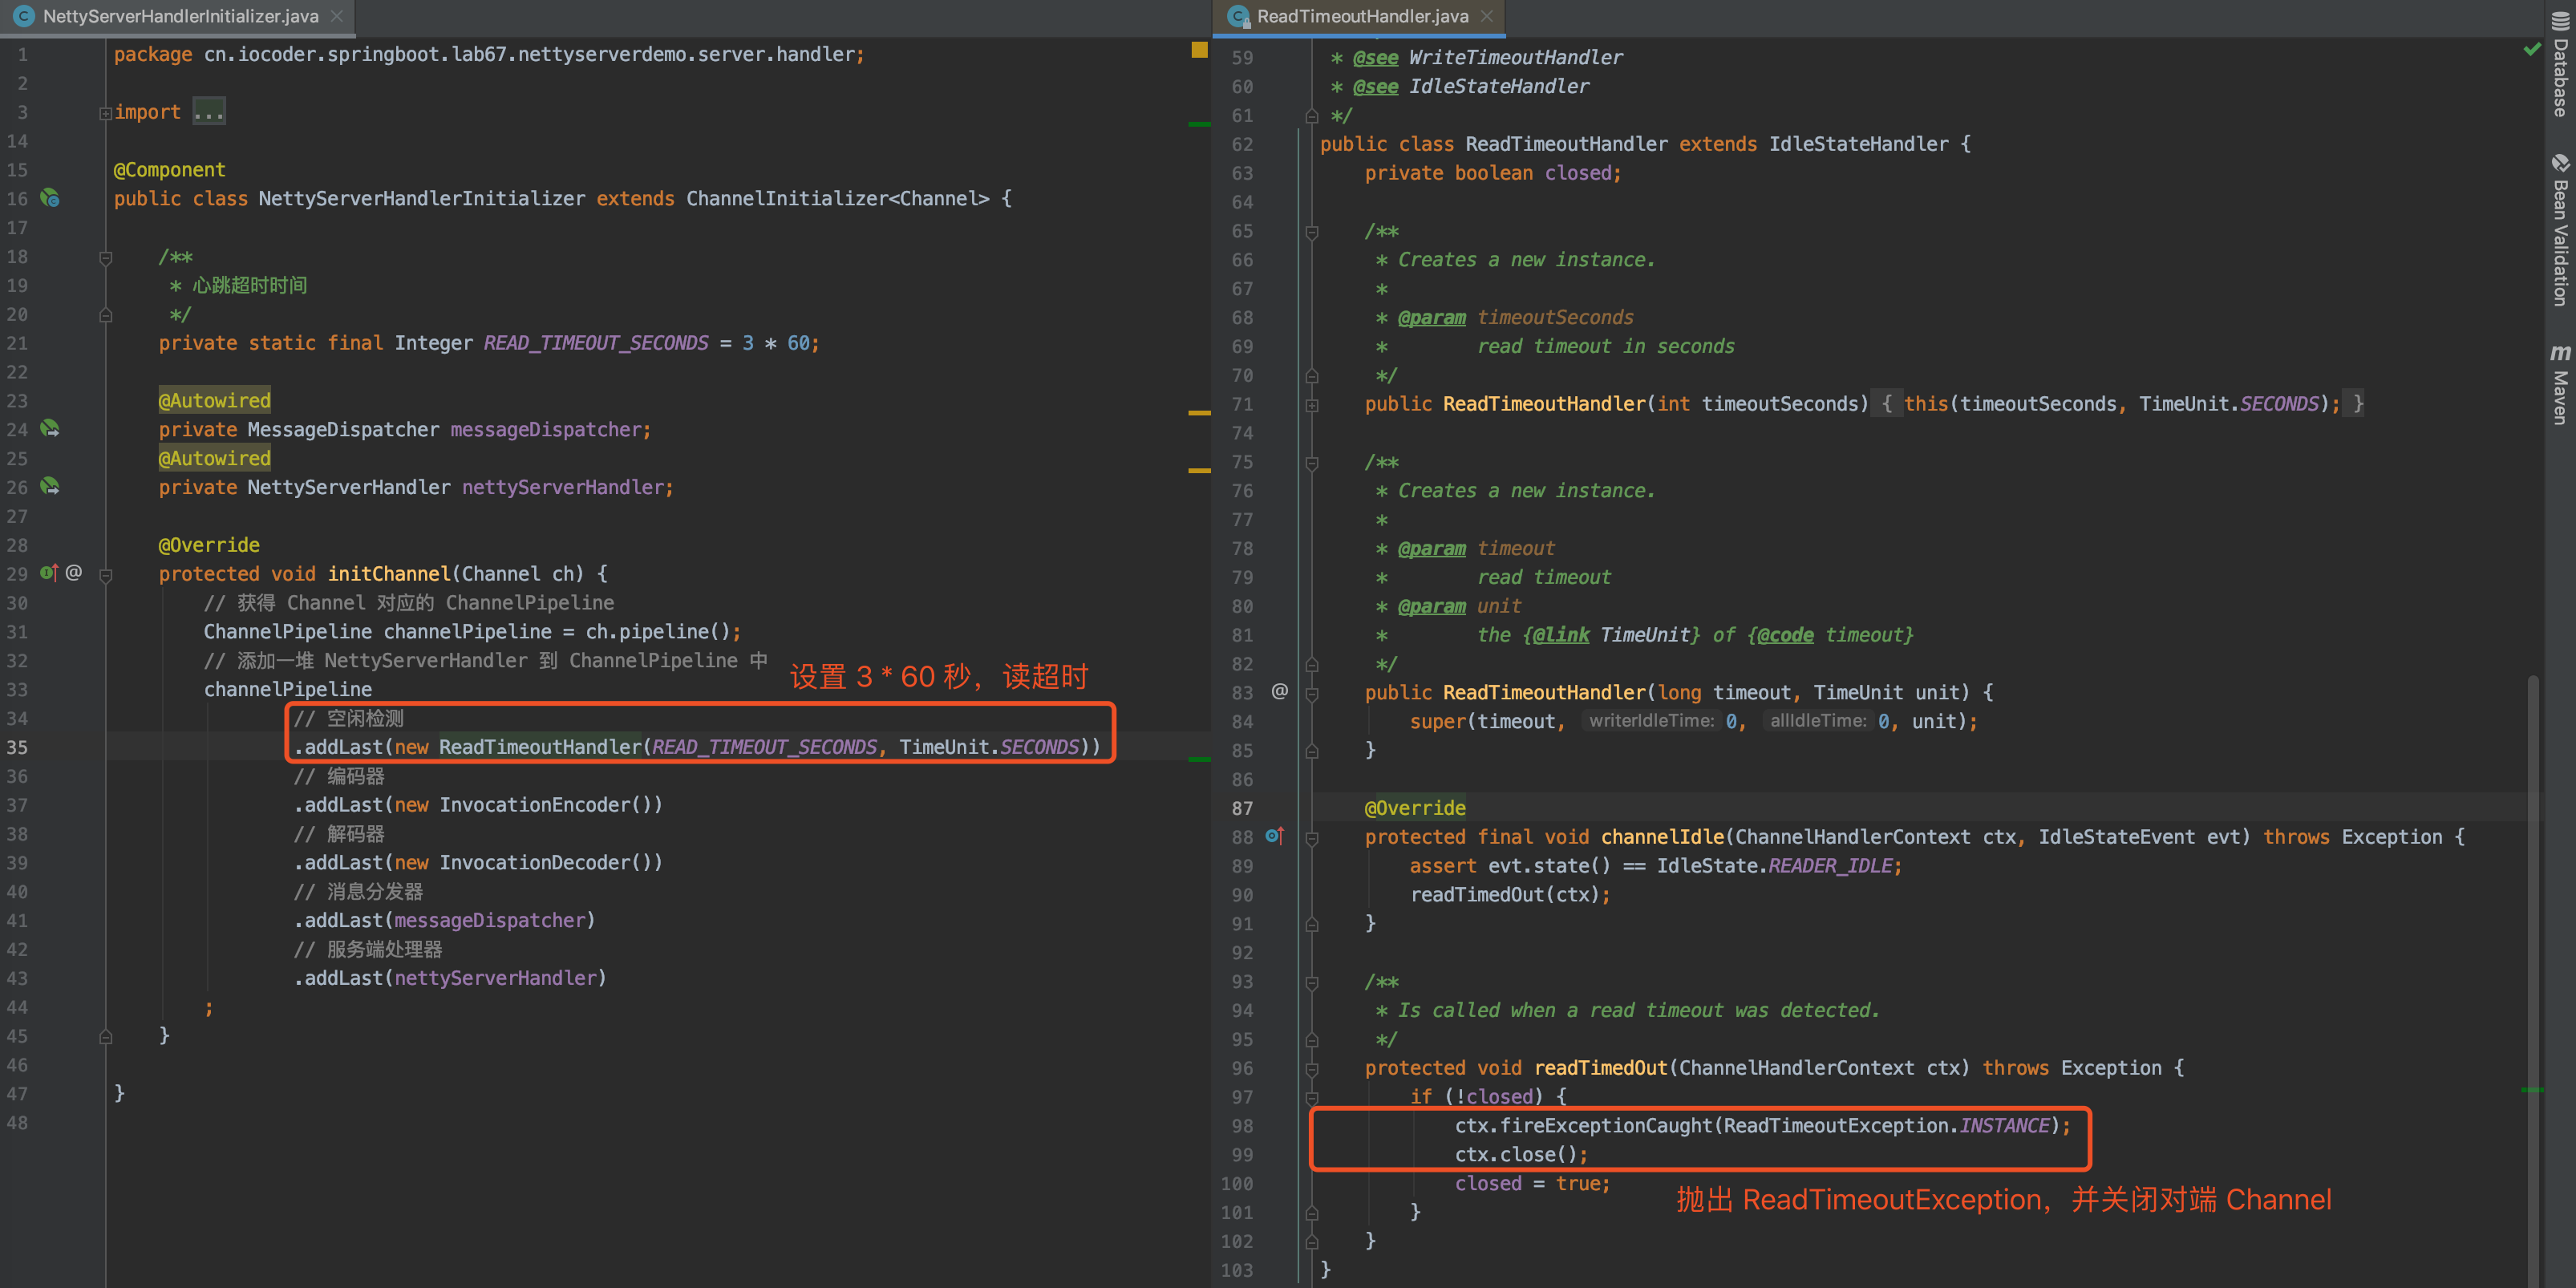 NettyServerHandlerInitializer.java
1 package cn.iocoder.springboot.lab67.nettyserverdemo.server.handler;
2
3 import ...
14
15 @Component
16 public class NettyServerHandlerInitializer extends ChannelInitializer<Channel> {
17
18 /**
19 * 心跳超时时间
20 */
21 private static final Integer READ_TIMEOUT_SECONDS = 3 * 60;
22
23 @Autowired
24 private MessageDispatcher messageDispatcher;
25 @Autowired
26 private NettyServerHandler nettyServerHandler;
27
28 @Override
29 @ protected void initChannel(Channel ch) {
30 // 获得 Channel 对应的 ChannelPipeline
31 ChannelPipeline channelPipeline = ch.pipeline();
32 // 添加一堆 NettyServerHandler 到 ChannelPipeline 中
设置 3 * 60 秒，读超时
33 channelPipeline
34 // 空闲检测
35 .addLast(new ReadTimeoutHandler(READ_TIMEOUT_SECONDS, TimeUnit.SECONDS))
36 // 编码器
37 .addLast(new InvocationEncoder())
38 // 解码器
39 .addLast(new InvocationDecoder())
40 // 消息分发器
41 .addLast(messageDispatcher)
42 // 服务端处理器
43 .addLast(nettyServerHandler)
44 ;
45 }
46
47 }
48
ReadTimeoutHandler.java
59 * @see WriteTimeoutHandler
60 * @see IdleStateHandler
61 */
62 public class ReadTimeoutHandler extends IdleStateHandler {
63 private boolean closed;
64
65 /**
66 * Creates a new instance.
67 *
68 * @param timeoutSeconds
69 * read timeout in seconds
70 */
71 public ReadTimeoutHandler(int timeoutSeconds) { this(timeoutSeconds, TimeUnit.SECONDS); }
74
75 /**
76 * Creates a new instance.
77 *
78 * @param timeout
79 * read timeout
80 * @param unit
81 * the {@link TimeUnit} of {@code timeout}
82 */
83 @ public ReadTimeoutHandler(long timeout, TimeUnit unit) {
84 super(timeout, writerIdleTime: 0, allIdleTime: 0, unit);
85 }
86
87 @Override
88 protected final void channelIdle(ChannelHandlerContext ctx, IdleStateEvent evt) throws Exception {
89 assert evt.state() == IdleState.READER_IDLE;
90 readTimedOut(ctx);
91 }
92
93 /**
94 * Is called when a read timeout was detected.
95 */
96 protected void readTimedOut(ChannelHandlerContext ctx) throws Exception {
97 if (!closed) {
98 ctx.fireExceptionCaught(ReadTimeoutException.INSTANCE);
99 ctx.close();
100 closed = true;
抛出 ReadTimeoutException，并关闭对端 Channel
101 }
102 }
103 }
Database
Bean Validation
m Maven